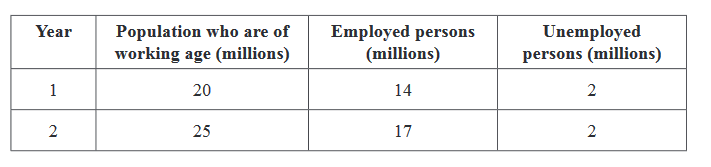 Year Population who are of Employed persons Unemployed
working age (millions) (millions) persons (millions)
1 20 14 2
2 25 17 2